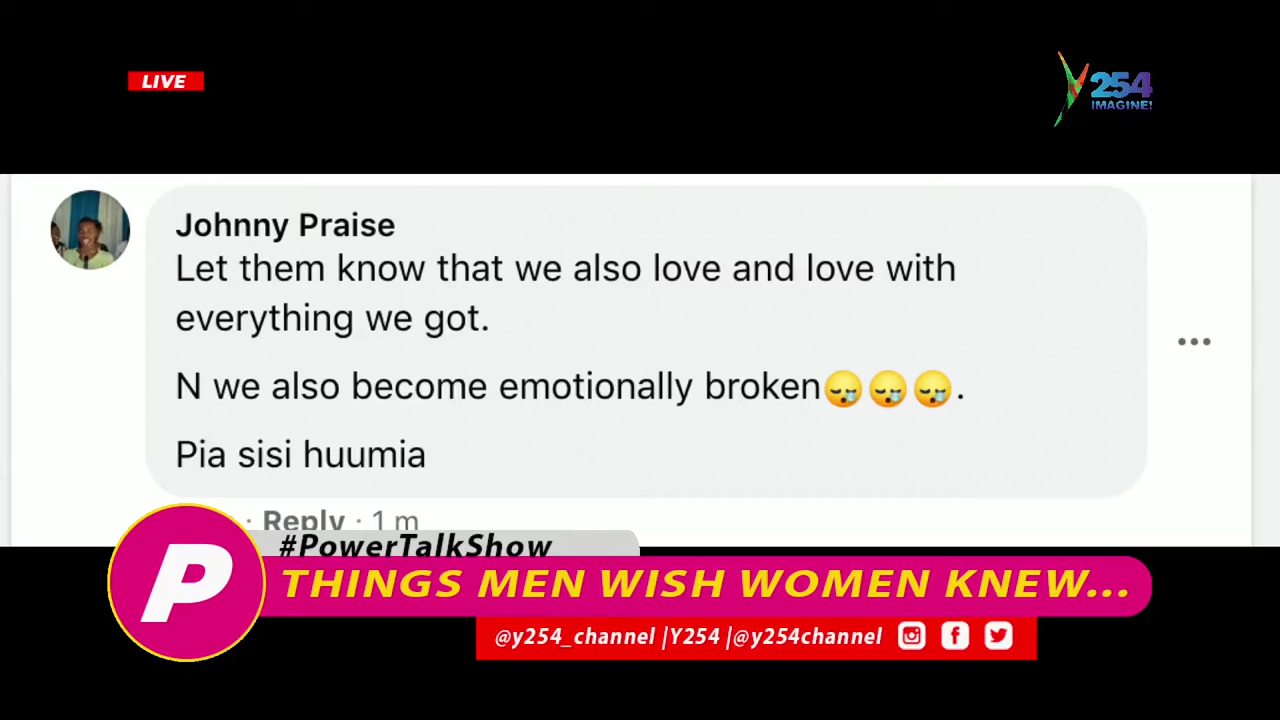 LIVE
254
IMAGINE!
Johnny Praise
Let them know that we also love and love with
everything we got.
N we also become emotionally broken😪😪😪.
Pia sisi huumia
· Reply · 1 m
#PowerTalkShow
P
THINGS MEN WISH WOMEN KNEW...
@y254_channel |Y254 |@y254channel